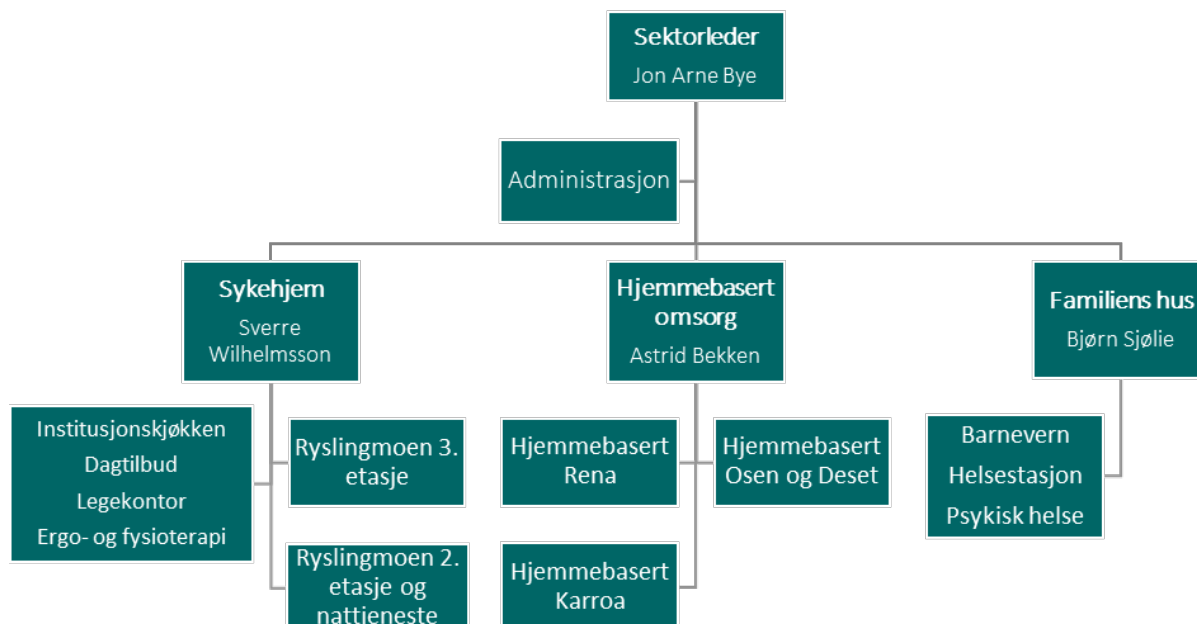 Sektorleder
Jon Arne Bye
Administrasjon
Sykehjem
Sverre
Wilhelmsson
Hjemmebasert
omsorg
Astrid Bekken
Familiens hus
Bjørn Sjølie
Institusjonskjøkken
Dagtilbud
Legekontor
Ergo- og fysioterapi
Ryslingmoen 3.
etasje
Ryslingmoen 2.
etasje og
nattjeneste
Hjemmebasert
Rena
Hjemmebasert
Osen og Deset
Hjemmebasert
Karroa
Barnevern
Helsestasjon
Psykisk helse